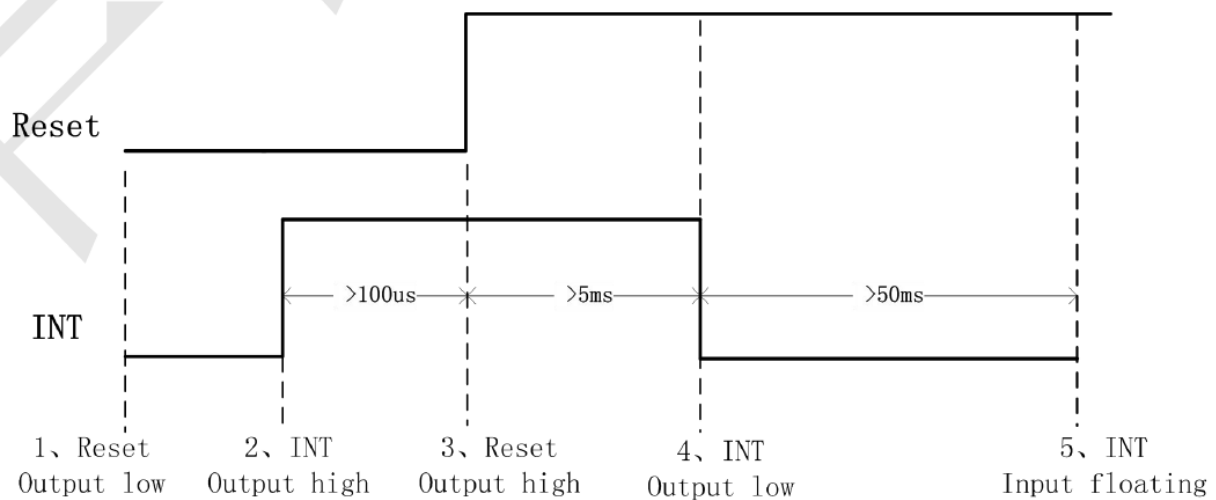 Reset
>100us
>5ms
>50ms
INT
1、Reset
Output low
2、INT
Output high
3、Reset
Output high
4、INT
Output low
5、INT
Input floating